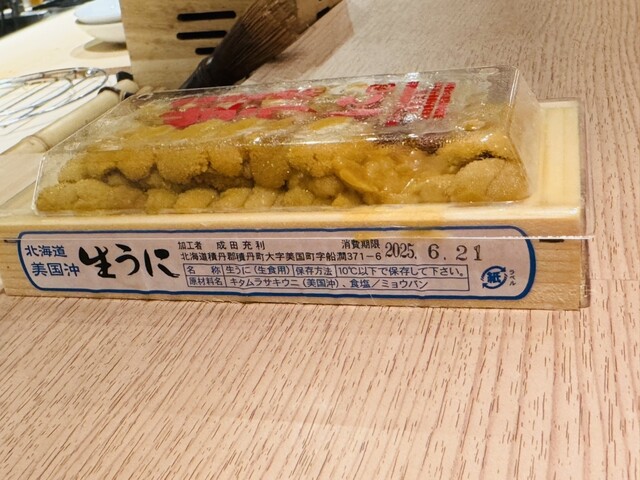 北海道
美国沖
生うに
加工者 成田充利
北海道積丹郡積丹町大字美国町字船澗371-6
消費期限 2025. 6. 21
名 称 生うに(生食用) 保存方法 10℃以下で保存して下さい。
原材料名 キタムラサキウニ(美国沖)、食塩/ミョウバン
紙
ラベル